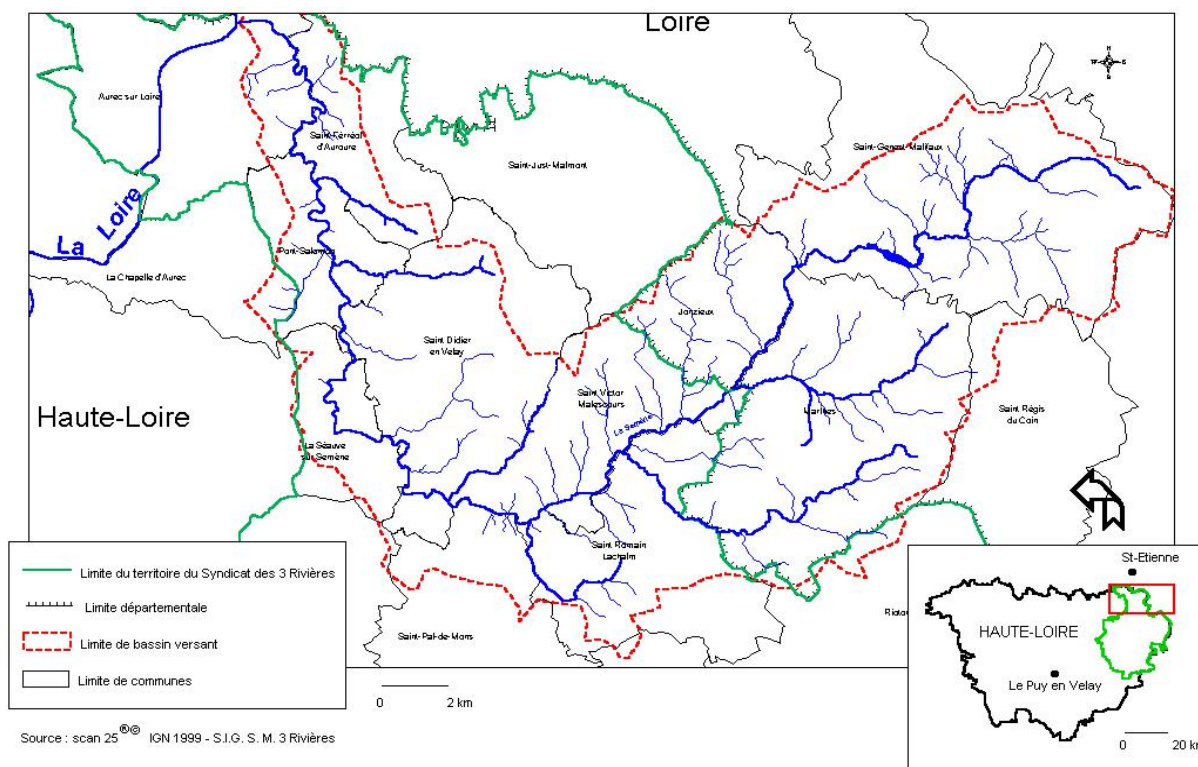 Loire
Aurec sur Loire
Saint-Ferréol
d'Auroure
Saint-Just-Malmont
Saint-Genest-Malifaux
La Loire
Pont-Salomon
La Chapelle d'Aurec
Jonzieux
Saint Didier
en Velay
Saint Victor
Malescours
Marlhes
Saint Régis
du Coin
Haute-Loire
La Semène
La Séauve
sur Semène
Saint Romain
Lachalm
Saint-Pal-de-Mons
Limite du territoire du Syndicat des 3 Rivières
Limite départementale
Limite de bassin versant
Limite de communes
0 2 km
Source : scan 25®© IGN 1999 - S.I.G. S. M. 3 Rivières
St-Etienne
HAUTE-LOIRE
Le Puy en Velay
0 20 km